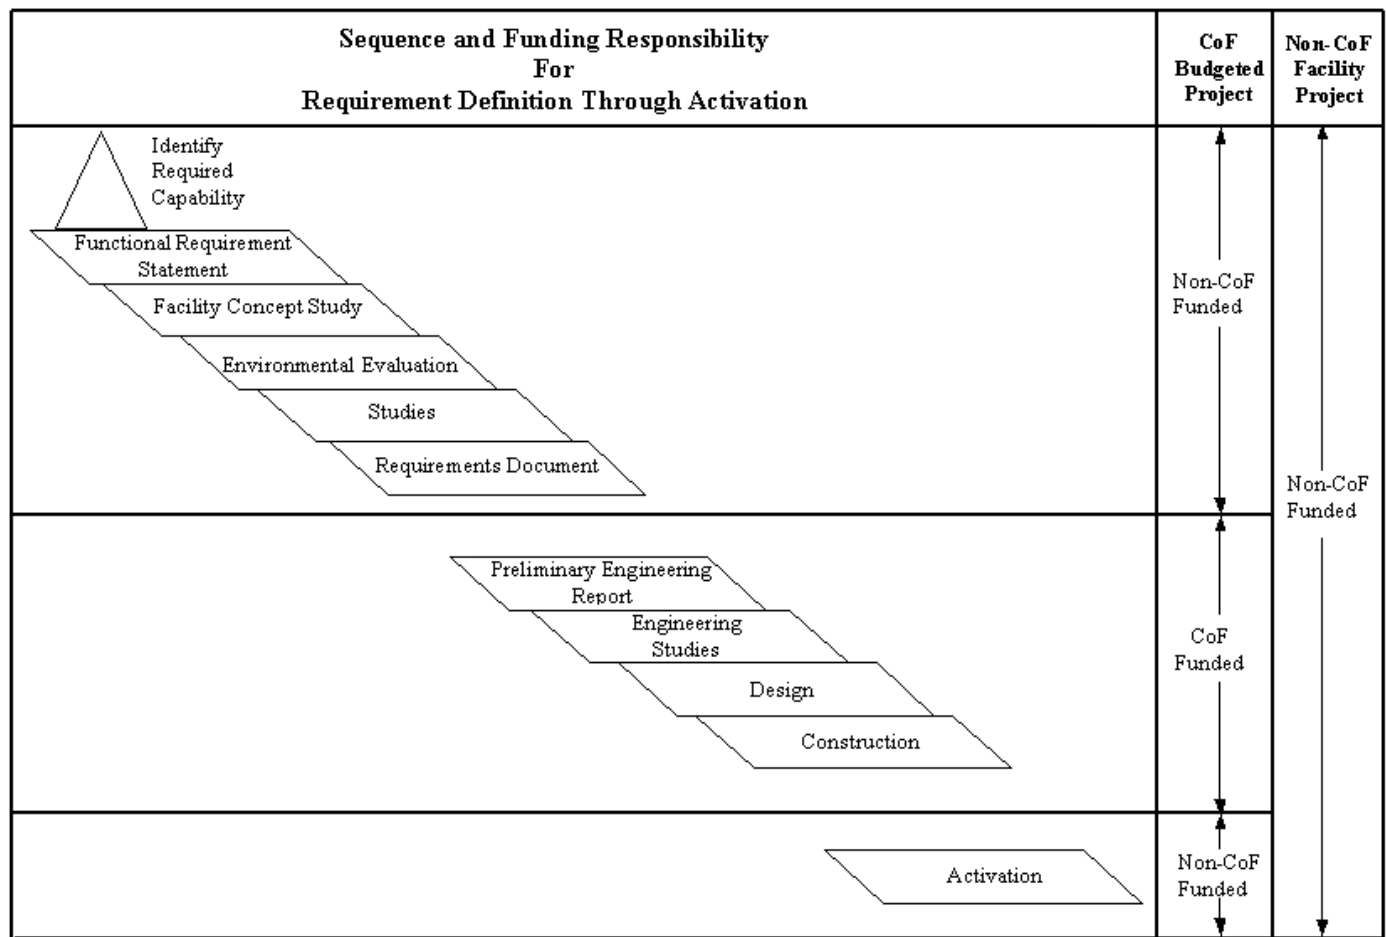 Sequence and Funding Responsibility
For
Requirement Definition Through Activation
CoF
Budgeted
Project
Non-CoF
Facility
Project
Identify
Required
Capability
Functional Requirement
Statement
Facility Concept Study
Environmental Evaluation
Studies
Requirements Document
Non-CoF
Funded
Non-CoF
Funded
Preliminary Engineering
Report
Engineering
Studies
Design
Construction
CoF
Funded
Activation
Non-CoF
Funded